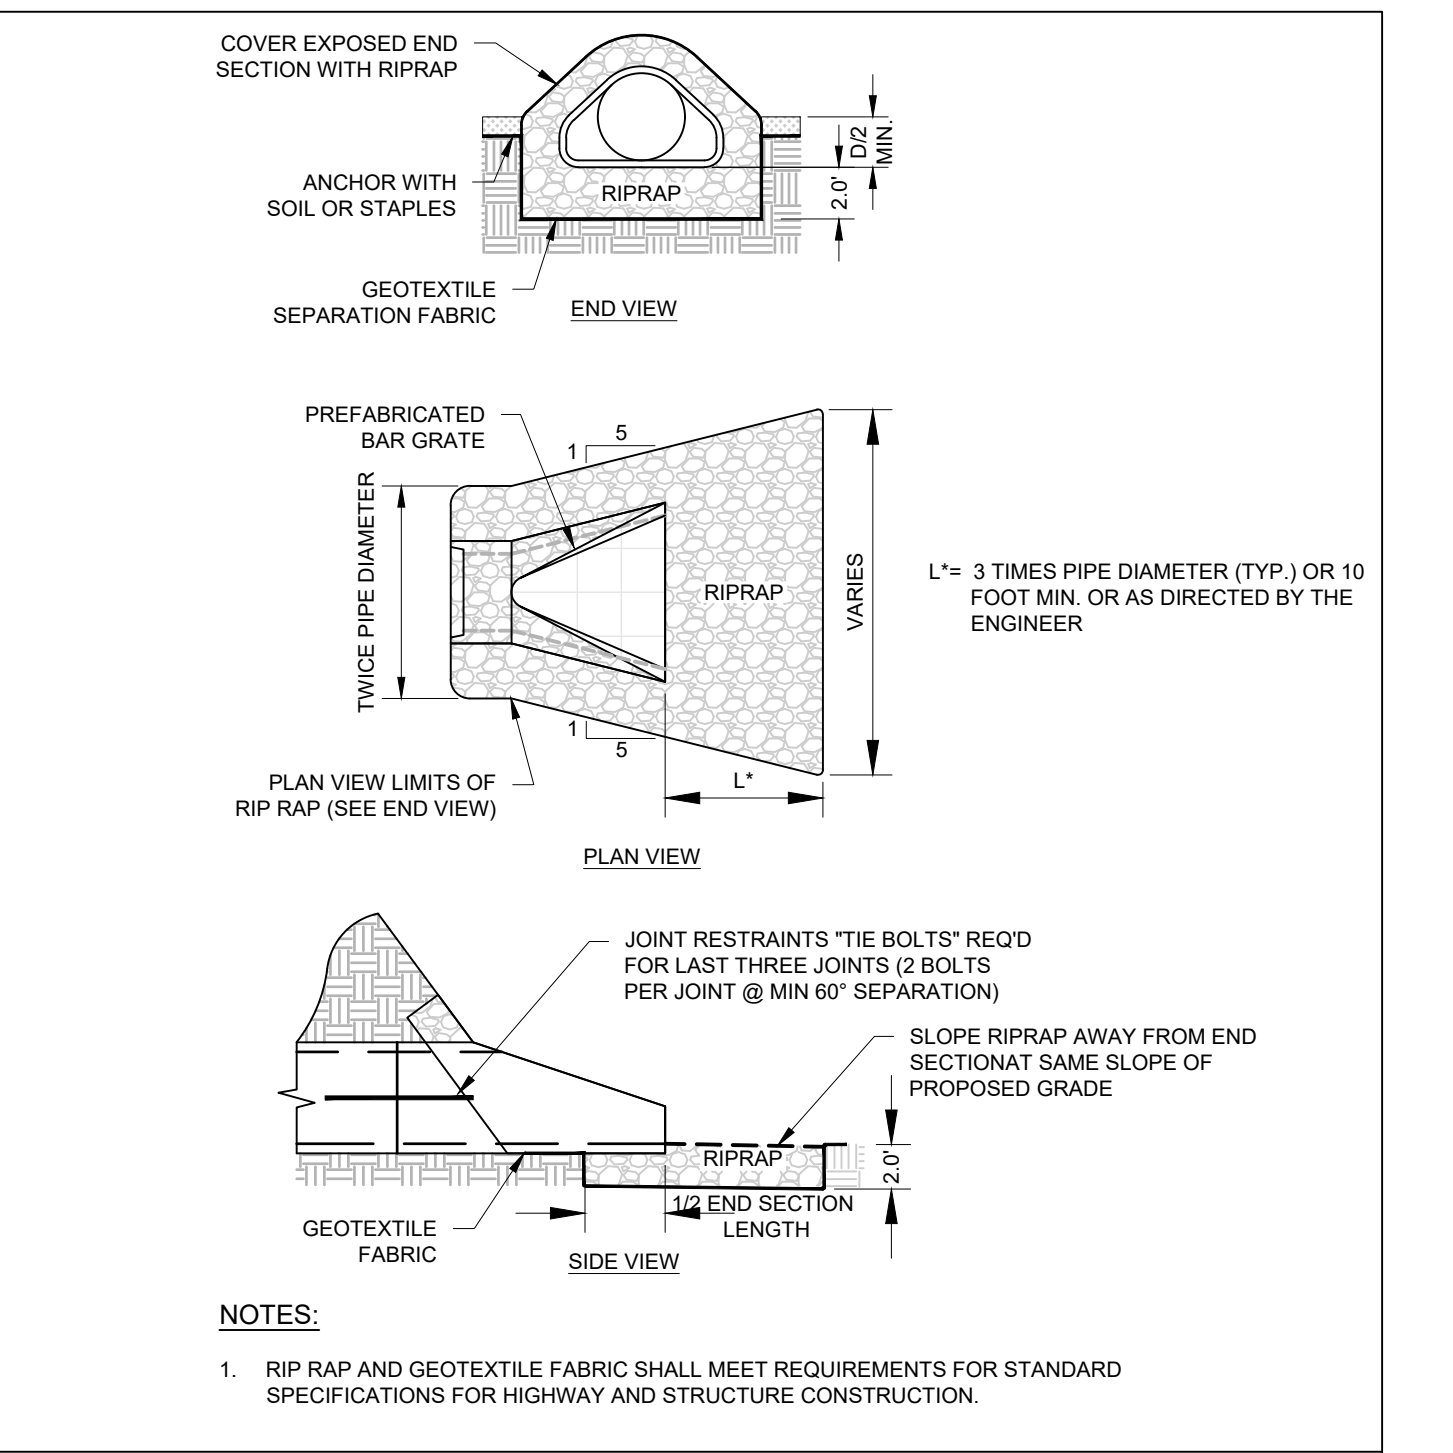 COVER EXPOSED END
SECTION WITH RIPRAP
D/2
MIN.
ANCHOR WITH
SOIL OR STAPLES
RIPRAP
2.0'
GEOTEXTILE
SEPARATION FABRIC
END VIEW
PREFABRICATED
BAR GRATE
5
1
TWICE PIPE DIAMETER
RIPRAP
VARIES
L*= 3 TIMES PIPE DIAMETER (TYP.) OR 10
FOOT MIN. OR AS DIRECTED BY THE
ENGINEER
1
5
PLAN VIEW LIMITS OF
RIP RAP (SEE END VIEW)
L*
PLAN VIEW
JOINT RESTRAINTS "TIE BOLTS" REQ'D
FOR LAST THREE JOINTS (2 BOLTS
PER JOINT @ MIN 60° SEPARATION)
SLOPE RIPRAP AWAY FROM END
SECTIONAT SAME SLOPE OF
PROPOSED GRADE
RIPRAP
2.0'
1/2 END SECTION
LENGTH
GEOTEXTILE
FABRIC
SIDE VIEW
NOTES:
1. RIP RAP AND GEOTEXTILE FABRIC SHALL MEET REQUIREMENTS FOR STANDARD
SPECIFICATIONS FOR HIGHWAY AND STRUCTURE CONSTRUCTION.